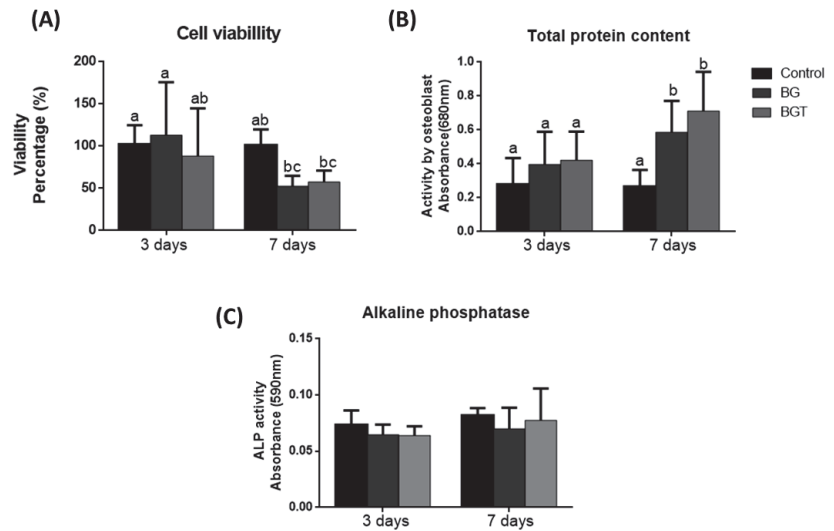 (A)
Cell viabillity
Viability
Percentage (%)
200
150
100
50
0
a
a
ab
ab
bc
bc
3 days
7 days
(B)
Total protein content
Activity by osteoblast
Absorbance(680nm)
1.0
0.8
0.6
0.4
0.2
0.0
a
a
a
a
b
b
3 days
7 days
Control
BG
BGT
(C)
Alkaline phosphatase
ALP activity
Absorbance (590nm)
0.15
0.10
0.05
0.00
3 days
7 days